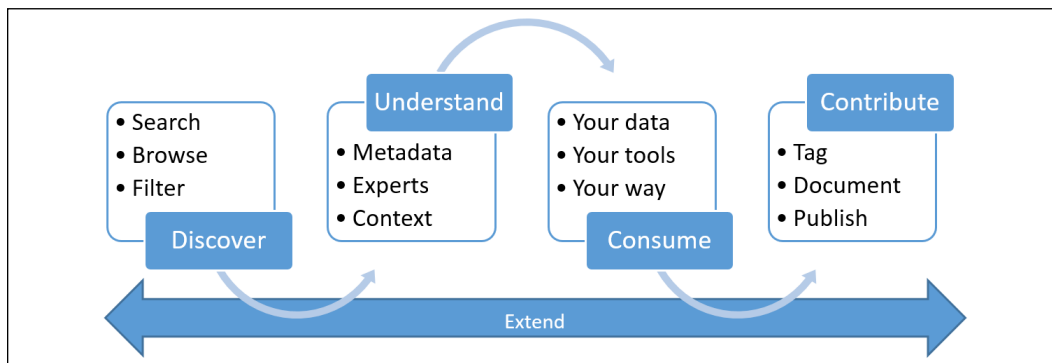 • Search
• Browse
• Filter
Discover
Understand
• Metadata
• Experts
• Context
• Your data
• Your tools
• Your way
Consume
Contribute
• Tag
• Document
• Publish
Extend